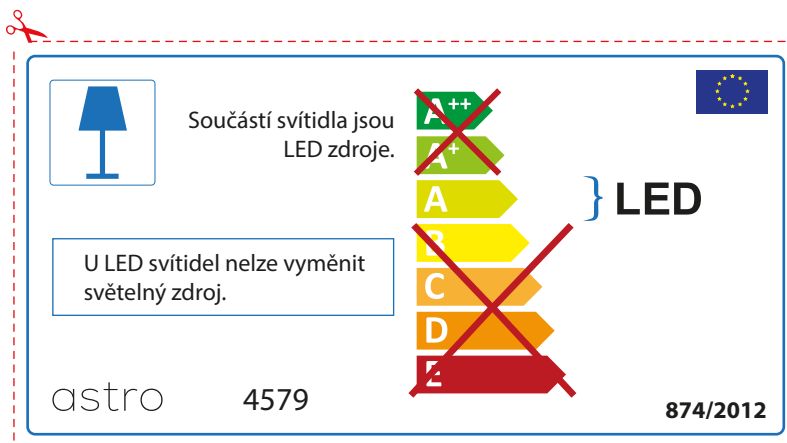 Součástí svítidla jsou
LED zdroje.
U LED svítidel nelze vyměnit
světelný zdroj.
A++
A+
A
B
C
D
E
LED
astro
4579
874/2012